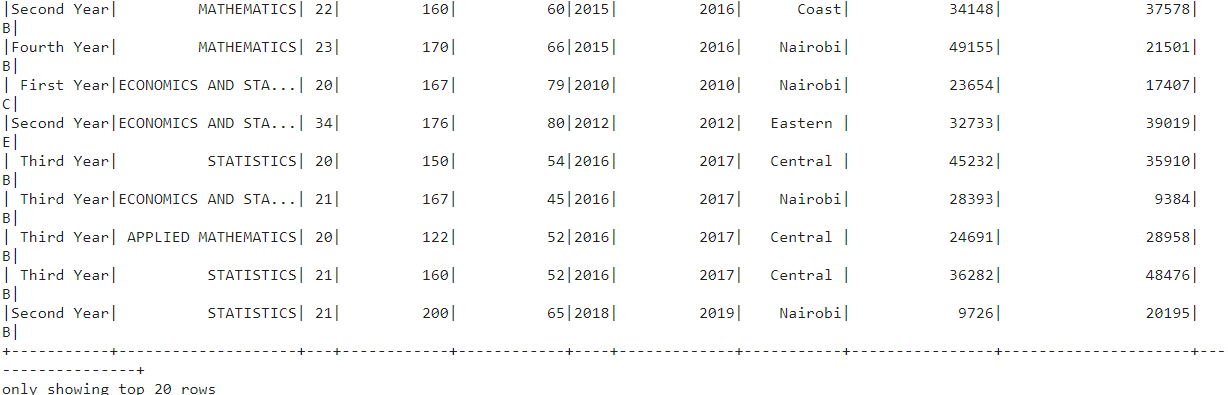 |Second Year|         MATHEMATICS| 22|         160|          60|2015|        2016|      Coast|           34148|                37578|
B|
|Fourth Year|         MATHEMATICS| 23|         170|          66|2015|        2016|    Nairobi|           49155|                21501|
B|
| First Year|ECONOMICS AND STA...| 20|         167|          79|2010|        2010|    Nairobi|           23654|                17407|
C|
|Second Year|ECONOMICS AND STA...| 34|         176|          80|2012|        2012|   Eastern |           32733|                39019|
E|
| Third Year|          STATISTICS| 20|         150|          54|2016|        2017|   Central |           45232|                35910|
B|
| Third Year|ECONOMICS AND STA...| 21|         167|          45|2016|        2017|    Nairobi|           28393|                 9384|
B|
| Third Year| APPLIED MATHEMATICS| 20|         122|          52|2016|        2017|   Central |           24691|                28958|
B|
| Third Year|          STATISTICS| 21|         160|          52|2016|        2017|   Central |           36282|                48476|
B|
|Second Year|          STATISTICS| 21|         200|          65|2018|        2019|    Nairobi|            9726|                20195|
B|
+-----------+--------------------+---+------------+------------+----+-------------+-----------+----------------+---------------------+---
---------------+
only showing top 20 rows